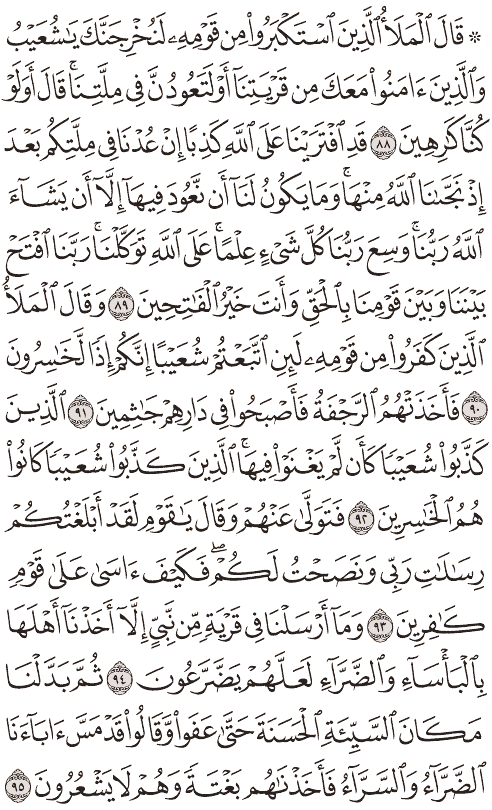 ۞ قَالَ ٱلْمَلَأُ ٱلَّذِينَ ٱسْتَكْبَرُوا۟ مِن قَوْمِهِۦ لَنُخْرِجَنَّكَ يَـٰشُعَيْبُ
وَٱلَّذِينَ ءَامَنُوا۟ مَعَكَ مِن قَرْيَتِنَآ أَوْ لَتَعُودُنَّ فِى مِلَّتِنَا ۚ قَالَ أَوَلَوْ
كُنَّا كَـٰرِهِينَ ٨٨ قَدِ ٱفْتَرَيْنَا عَلَى ٱللَّهِ كَذِبًا إِنْ عُدْنَا فِى مِلَّتِكُم بَعْدَ
إِذْ نَجَّىٰنَا ٱللَّهُ مِنْهَا ۚ وَمَا يَكُونُ لَنَآ أَن نَّعُودَ فِيهَآ إِلَّآ أَن يَشَآءَ
ٱللَّهُ رَبُّنَا ۚ وَسِعَ رَبُّنَا كُلَّ شَىْءٍ عِلْمًا ۚ عَلَى ٱللَّهِ تَوَكَّلْنَا ۚ رَبَّنَا ٱفْتَحْ
بَيْنَنَا وَبَيْنَ قَوْمِنَا بِٱلْحَقِّ وَأَنتَ خَيْرُ ٱلْفَـٰتِحِينَ ٨٩ وَقَالَ ٱلْمَلَأُ
ٱلَّذِينَ كَفَرُوا۟ مِن قَوْمِهِۦ لَئِنِ ٱتَّبَعْتُمْ شُعَيْبًا إِنَّكُمْ إِذًا لَّخَـٰسِرُونَ
٩٠ فَأَخَذَتْهُمُ ٱلرَّجْفَةُ فَأَصْبَحُوا۟ فِى دَارِهِمْ جَـٰثِمِينَ ٩١ ٱلَّذِينَ
كَذَّبُوا۟ شُعَيْبًا كَأَن لَّمْ يَغْنَوْا۟ فِيهَا ۚ ٱلَّذِينَ كَذَّبُوا۟ شُعَيْبًا كَانُوا۟
هُمُ ٱلْخَـٰسِرِينَ ٩٢ فَتَوَلَّىٰ عَنْهُمْ وَقَالَ يَـٰقَوْمِ لَقَدْ أَبْلَغْتُكُمْ
رِسَـٰلَـٰتِ رَبِّى وَنَصَحْتُ لَكُمْ ۖ فَكَيْفَ ءَاسَىٰ عَلَىٰ قَوْمٍ
كَـٰفِرِينَ ٩٣ وَمَآ أَرْسَلْنَا فِى قَرْيَةٍ مِّن نَّبِىٍّ إِلَّآ أَخَذْنَآ أَهْلَهَا
بِٱلْبَأْسَآءِ وَٱلضَّرَّآءِ لَعَلَّهُمْ يَضَّرَّعُونَ ٩٤ ثُمَّ بَدَّلْنَا
مَكَانَ ٱلسَّيِّئَةِ ٱلْحَسَنَةَ حَتَّىٰ عَفَوا۟ وَّقَالُوا۟ قَدْ مَسَّ ءَابَآءَنَا
ٱلضَّرَّآءُ وَٱلسَّرَّآءُ فَأَخَذْنَـٰهُم بَغْتَةً وَهُمْ لَا يَشْعُرُونَ ٩٥